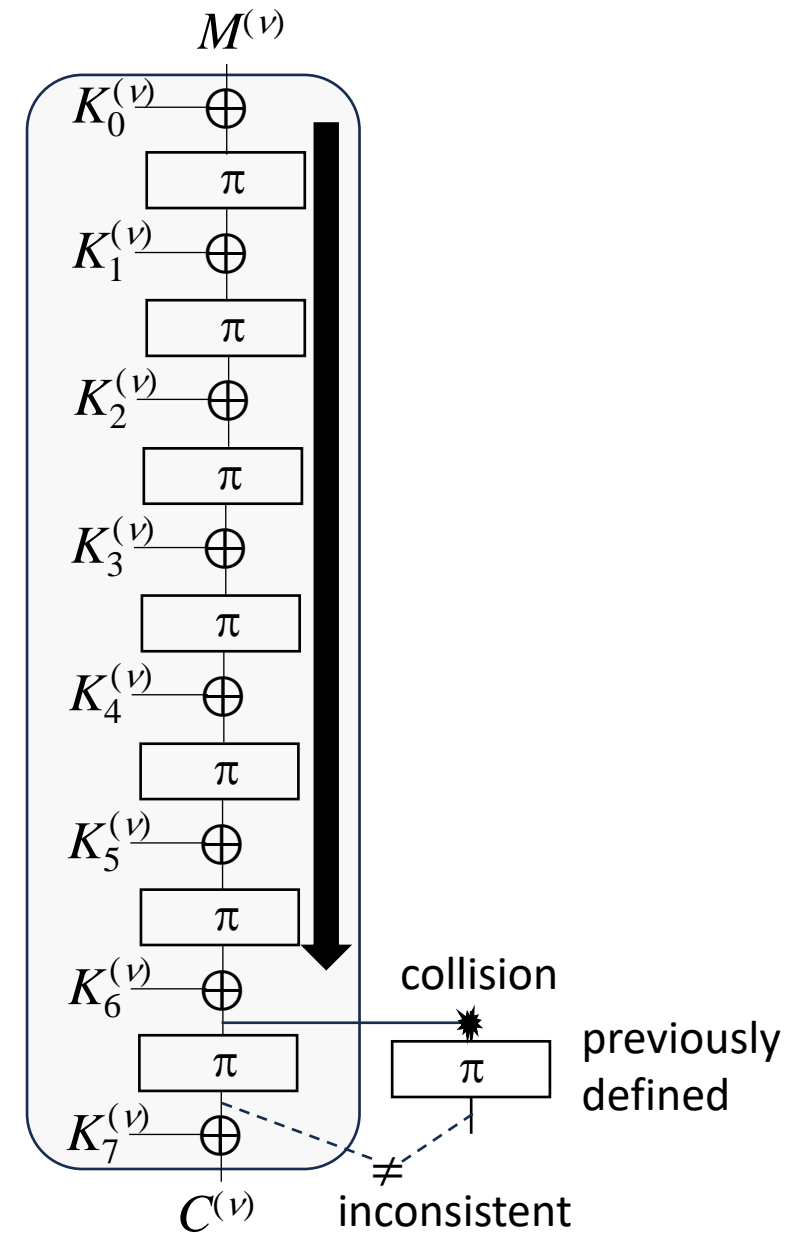 M^{(ν)}
K_0^{(ν)}
π
K_1^{(ν)}
π
K_2^{(ν)}
π
K_3^{(ν)}
π
K_4^{(ν)}
π
K_5^{(ν)}
π
K_6^{(ν)}
collision
π
π
previously
defined
K_7^{(ν)}
≠
C^{(ν)}
inconsistent